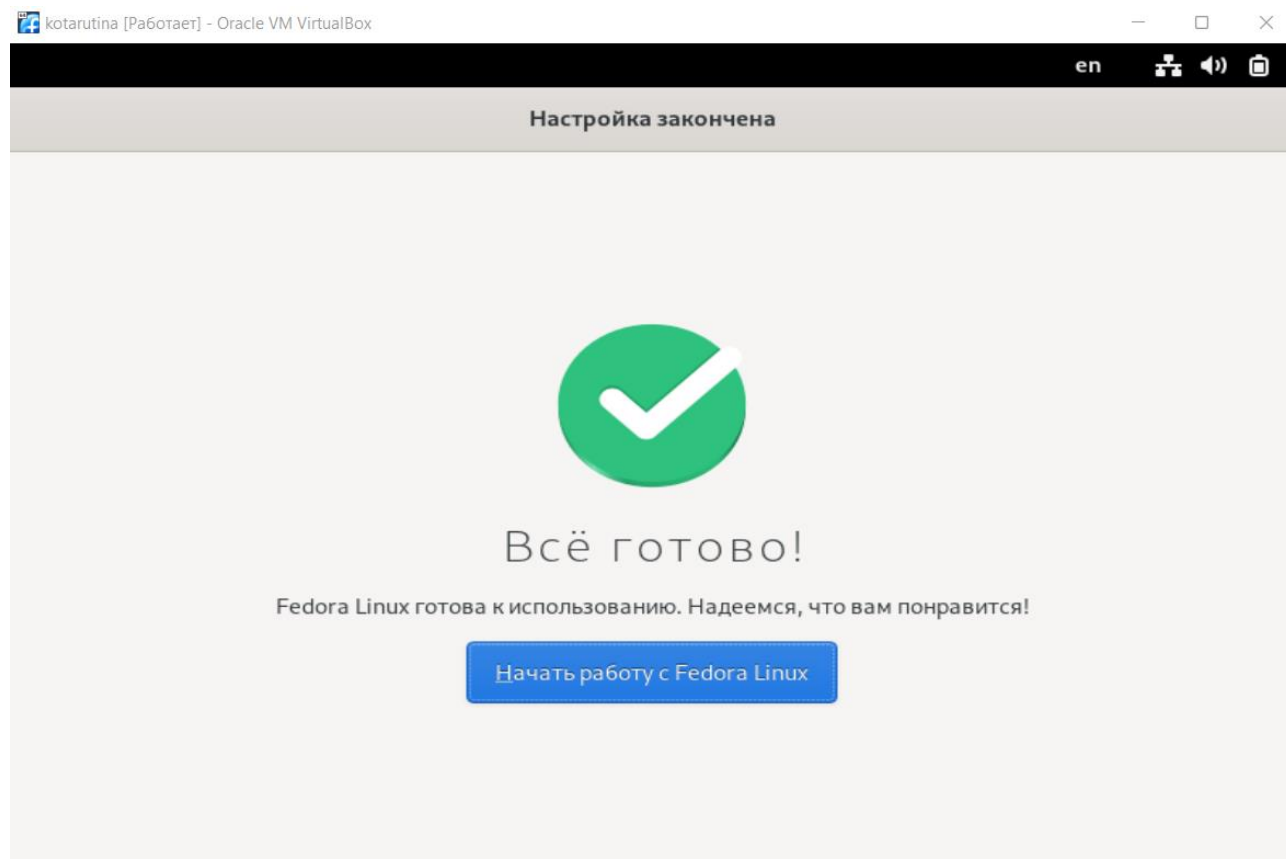 kotarutina [Работает] - Oracle VM VirtualBox
en
Настройка закончена
Всё готово!
Fedora Linux готова к использованию. Надеемся, что вам понравится!
Начать работу с Fedora Linux